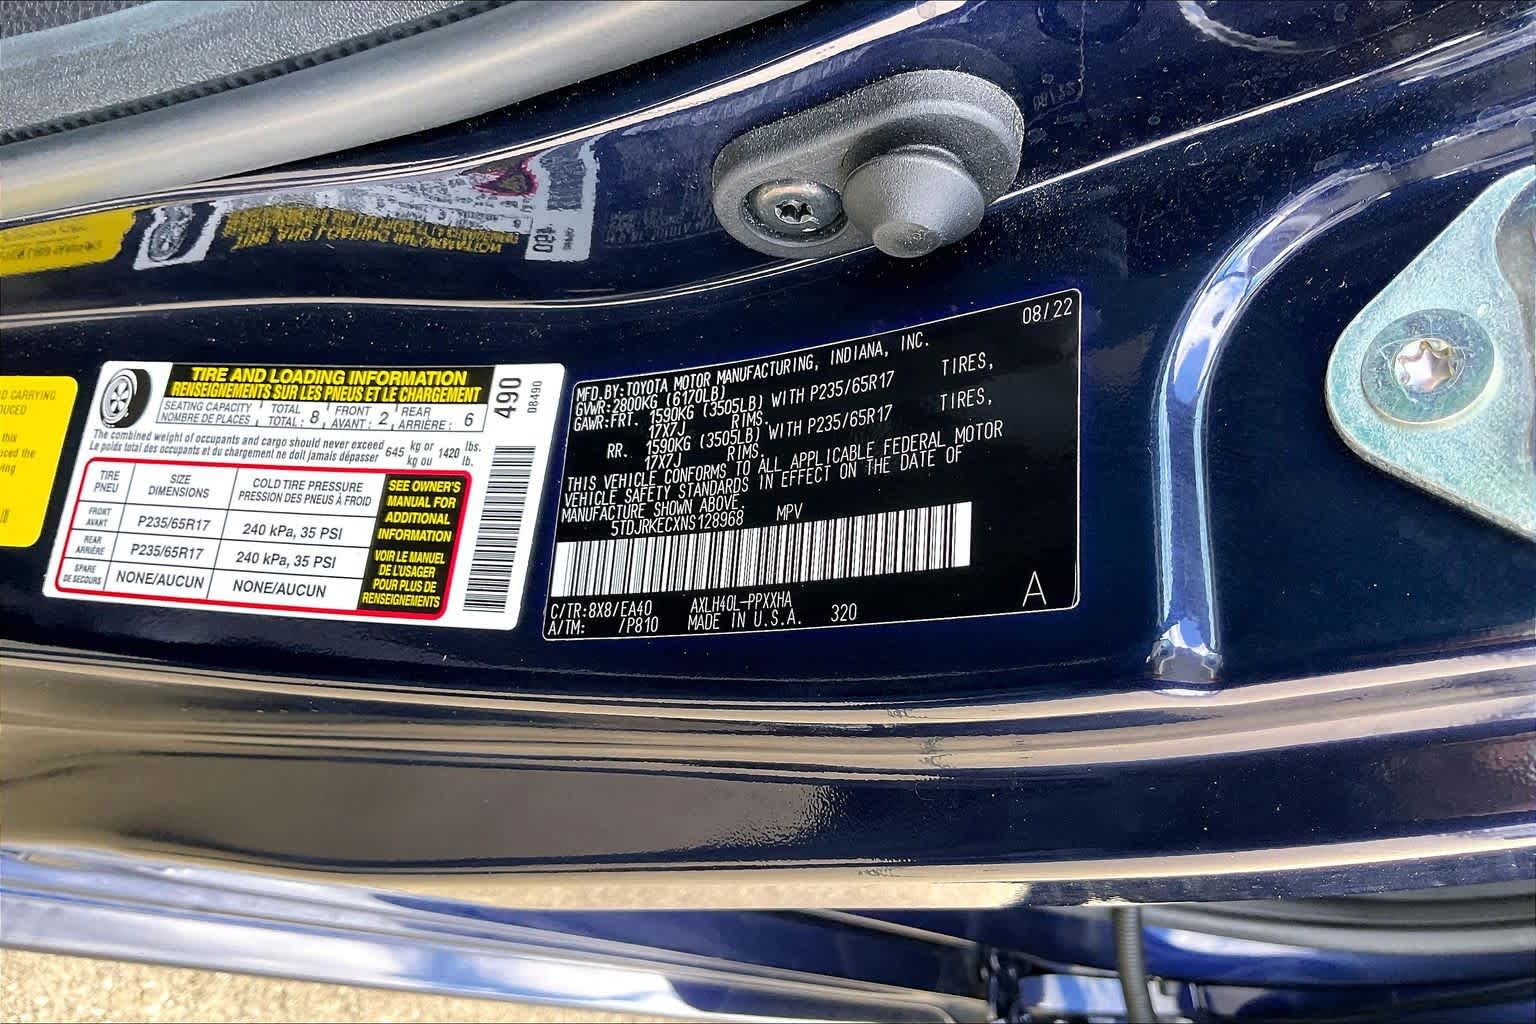 CARRYING
DUCED
this
uced the
ving
TIRE AND LOADING INFORMATION
RENSEIGNEMENTS SUR LES PNEUS ET LE CHARGEMENT
SEATING CAPACITY TOTAL FRONT REAR
NOMBRE DE PLACES TOTAL: 8 AVANT: 2 ARRIÈRE: 6
The combined weight of occupants and cargo should never exceed 645 kg or 1420 lbs.
Le poids total des occupants et du chargement ne doit jamais dépasser kg ou lb.
TIRE SIZE COLD TIRE PRESSURE
PNEU DIMENSIONS PRESSION DES PNEUS À FROID
FRONT
AVANT P235/65R17 240 kPa, 35 PSI
REAR
ARRIÈRE P235/65R17 240 kPa, 35 PSI
SPARE
DE SECOURS NONE/AUCUN NONE/AUCUN
SEE OWNER'S
MANUAL FOR
ADDITIONAL
INFORMATION
VOIR LE MANUEL
DE L'USAGER
POUR PLUS DE
RENSEIGNEMENTS
490
08490
08/22
MFD. BY: TOYOTA MOTOR MANUFACTURING, INDIANA, INC.
GVWR: 2800KG (6170LB)
GAWR: FRT. 1590KG (3505LB) WITH P235/65R17 TIRES,
17X7J RIMS.
RR. 1590KG (3505LB) WITH P235/65R17 TIRES,
17X7J RIMS.
THIS VEHICLE CONFORMS TO ALL APPLICABLE FEDERAL MOTOR
VEHICLE SAFETY STANDARDS IN EFFECT ON THE DATE OF
MANUFACTURE SHOWN ABOVE.
5TDJRKECXNS128968 MPV
C/TR: 8X8/EA40 AXLH40L-PPXXHA
A/TM: /P810 MADE IN U.S.A. 320 A